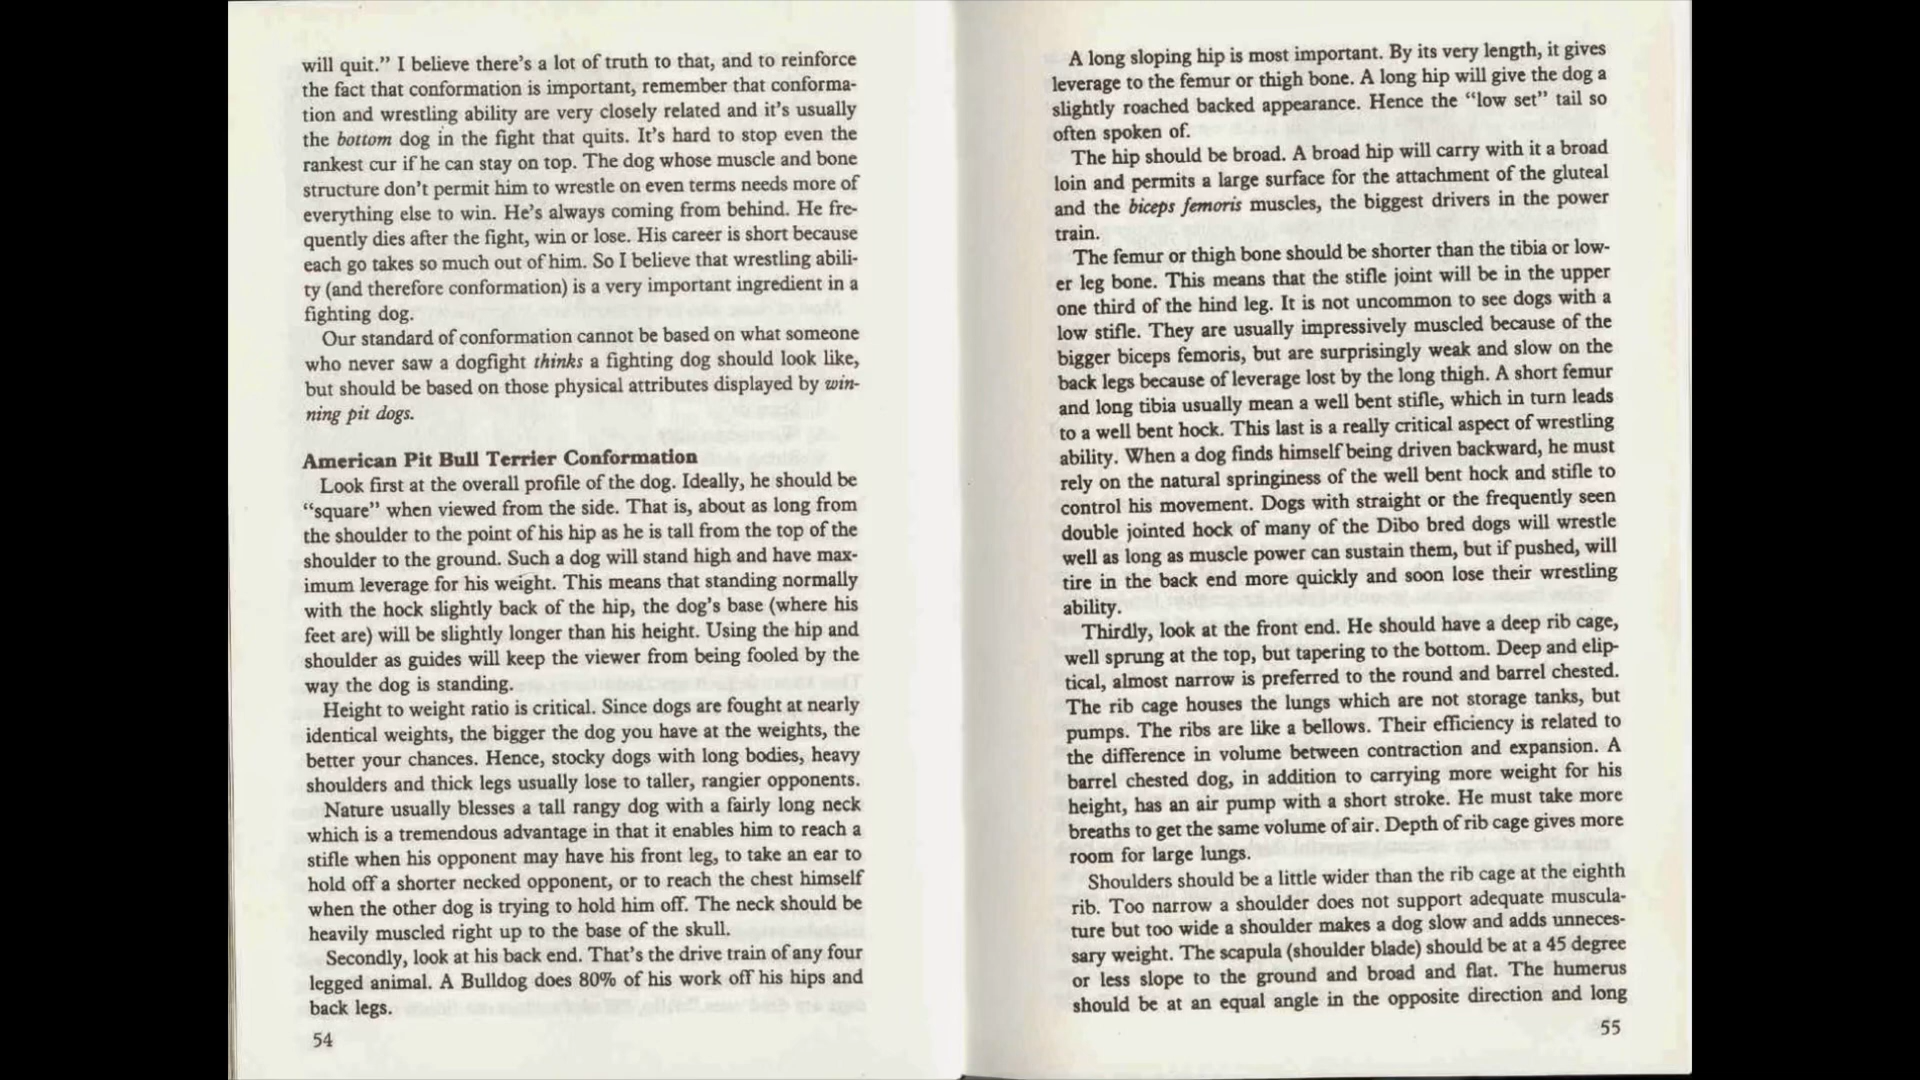 will quit.” I believe there’s a lot of truth to that, and to reinforce
the fact that conformation is important, remember that conforma-
tion and wrestling ability are very closely related and it’s usually
the bottom dog in the fight that quits. It’s hard to stop even the
rankest cur if he can stay on top. The dog whose muscle and bone
structure don’t permit him to wrestle on even terms needs more of
everything else to win. He’s always coming from behind. He fre-
quently dies after the fight, win or lose. His career is short because
each go takes so much out of him. So I believe that wrestling abili-
ty (and therefore conformation) is a very important ingredient in a
fighting dog.
Our standard of conformation cannot be based on what someone
who never saw a dogfight thinks a fighting dog should look like,
but should be based on those physical attributes displayed by win-
ning pit dogs.
American Pit Bull Terrier Conformation
Look first at the overall profile of the dog. Ideally, he should be
“square” when viewed from the side. That is, about as long from
the shoulder to the point of his hip as he is tall from the top of the
shoulder to the ground. Such a dog will stand high and have max-
imum leverage for his weight. This means that standing normally
with the hock slightly back of the hip, the dog’s base (where his
feet are) will be slightly longer than his height. Using the hip and
shoulder as guides will keep the viewer from being fooled by the
way the dog is standing.
Height to weight ratio is critical. Since dogs are fought at nearly
identical weights, the bigger the dog you have at the weights, the
better your chances. Hence, stocky dogs with long bodies, heavy
shoulders and thick legs usually lose to taller, rangier opponents.
Nature usually blesses a tall rangy dog with a fairly long neck
which is a tremendous advantage in that it enables him to reach a
stifle when his opponent may have his front leg, to take an ear to
hold off a shorter necked opponent, or to reach the chest himself
when the other dog is trying to hold him off. The neck should be
heavily muscled right up to the base of the skull.
Secondly, look at his back end. That’s the drive train of any four
legged animal. A Bulldog does 80% of his work off his hips and
back legs.
54
A long sloping hip is most important. By its very length, it gives
leverage to the femur or thigh bone. A long hip will give the dog a
slightly roached backed appearance. Hence the “low set” tail so
often spoken of.
The hip should be broad. A broad hip will carry with it a broad
loin and permits a large surface for the attachment of the gluteal
and the biceps femoris muscles, the biggest drivers in the power
train.
The femur or thigh bone should be shorter than the tibia or low-
er leg bone. This means that the stifle joint will be in the upper
one third of the hind leg. It is not uncommon to see dogs with a
low stifle. They are usually impressively muscled because of the
bigger biceps femoris, but are surprisingly weak and slow on the
back legs because of leverage lost by the long thigh. A short femur
and long tibia usually mean a well bent stifle, which in turn leads
to a well bent hock. This last is a really critical aspect of wrestling
ability. When a dog finds himself being driven backward, he must
rely on the natural springiness of the well bent hock and stifle to
control his movement. Dogs with straight or the frequently seen
double jointed hock of many of the Dibo bred dogs will wrestle
well as long as muscle power can sustain them, but if pushed, will
tire in the back end more quickly and soon lose their wrestling
ability.
Thirdly, look at the front end. He should have a deep rib cage,
well sprung at the top, but tapering to the bottom. Deep and elip-
tical, almost narrow is preferred to the round and barrel chested.
The rib cage houses the lungs which are not storage tanks, but
pumps. The ribs are like a bellows. Their efficiency is related to
the difference in volume between contraction and expansion. A
barrel chested dog, in addition to carrying more weight for his
height, has an air pump with a short stroke. He must take more
breaths to get the same volume of air. Depth of rib cage gives more
room for large lungs.
Shoulders should be a little wider than the rib cage at the eighth
rib. Too narrow a shoulder does not support adequate muscula-
ture but too wide a shoulder makes a dog slow and adds unneces-
sary weight. The scapula (shoulder blade) should be at a 45 degree
or less slope to the ground and broad and flat. The humerus
should be at an equal angle in the opposite direction and long
55